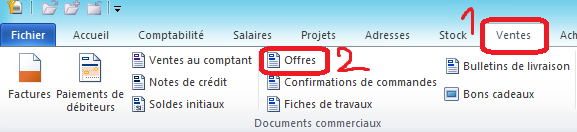 1
Fichier Accueil Comptabilité Salaires Projets Adresses Stock Ventes
Ventes au comptant Offres 2 Bulletins de livraison
Notes de crédit Confirmations de commandes
Factures Paiements de débiteurs Soldes initiaux Fiches de travaux Bons cadeaux
Documents commerciaux